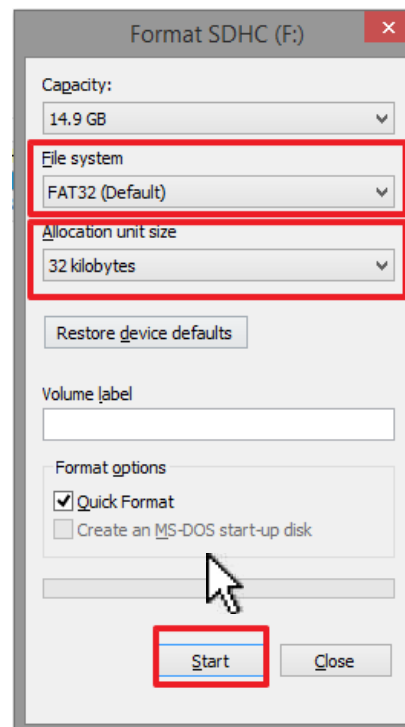 Format SDHC (F:)
Capacity:
14.9 GB
File system
FAT32 (Default)
Allocation unit size
32 kilobytes
Restore device defaults
Volume label
Format options
Quick Format
Create an MS-DOS start-up disk
Start Close